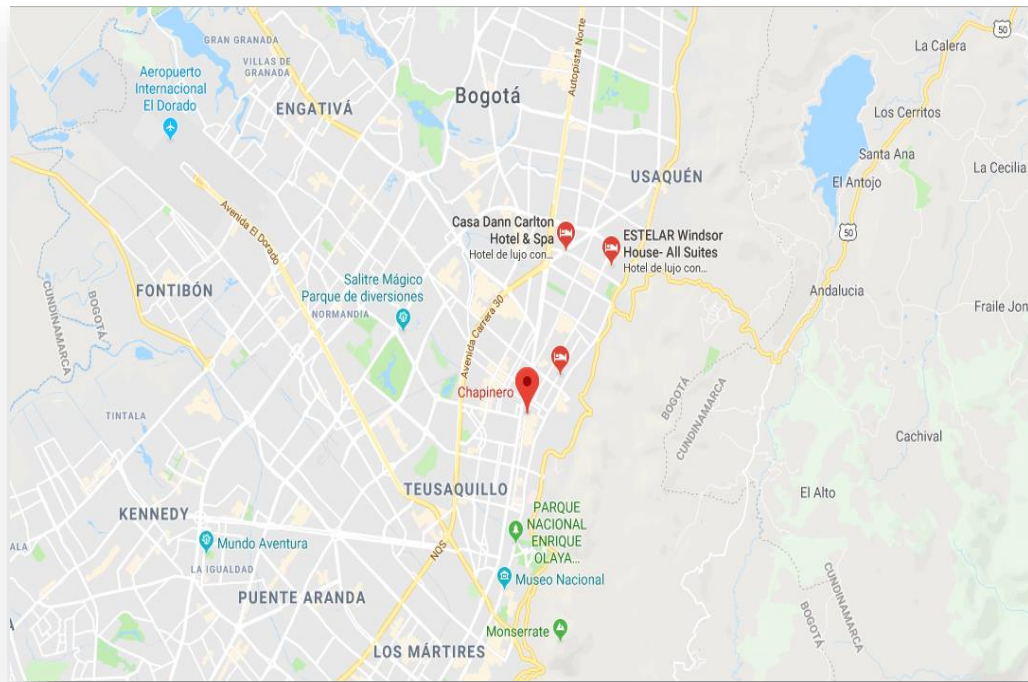 50
La Calera
GRAN GRANADA
Aeropuerto
Internacional
El Dorado
VILLAS DE
GRANADA
Autopista Norte
Bogotá
ENGATIVÁ
Los Cerritos
Santa Ana
La Cecilia
USAQUÉN
El Antojo
Casa Dann Carlton
Hotel & Spa
Hotel de lujo con...
ESTELAR Windsor
House- All Suites
Hotel de lujo con...
50
Avenida El Dorado
Salitre Mágico
Parque de diversiones
NORMANDIA
FONTIBÓN
BOGOTÁ
CUNDINAMARCA
Andalucia
Fraile Jon
Avenida Carrera 30
Chapinero
BOGOTÁ
CUNDINAMARCA
TINTALA
Cachival
TEUSAQUILLO
El Alto
KENNEDY
PARQUE
NACIONAL
ENRIQUE
OLAYA...
ALA
Mundo Aventura
NQS
LA IGUALDAD
Museo Nacional
PUENTE ARANDA
CUNDINAMARCA
BOGOTÁ
Monserrate
LOS MÁRTIRES